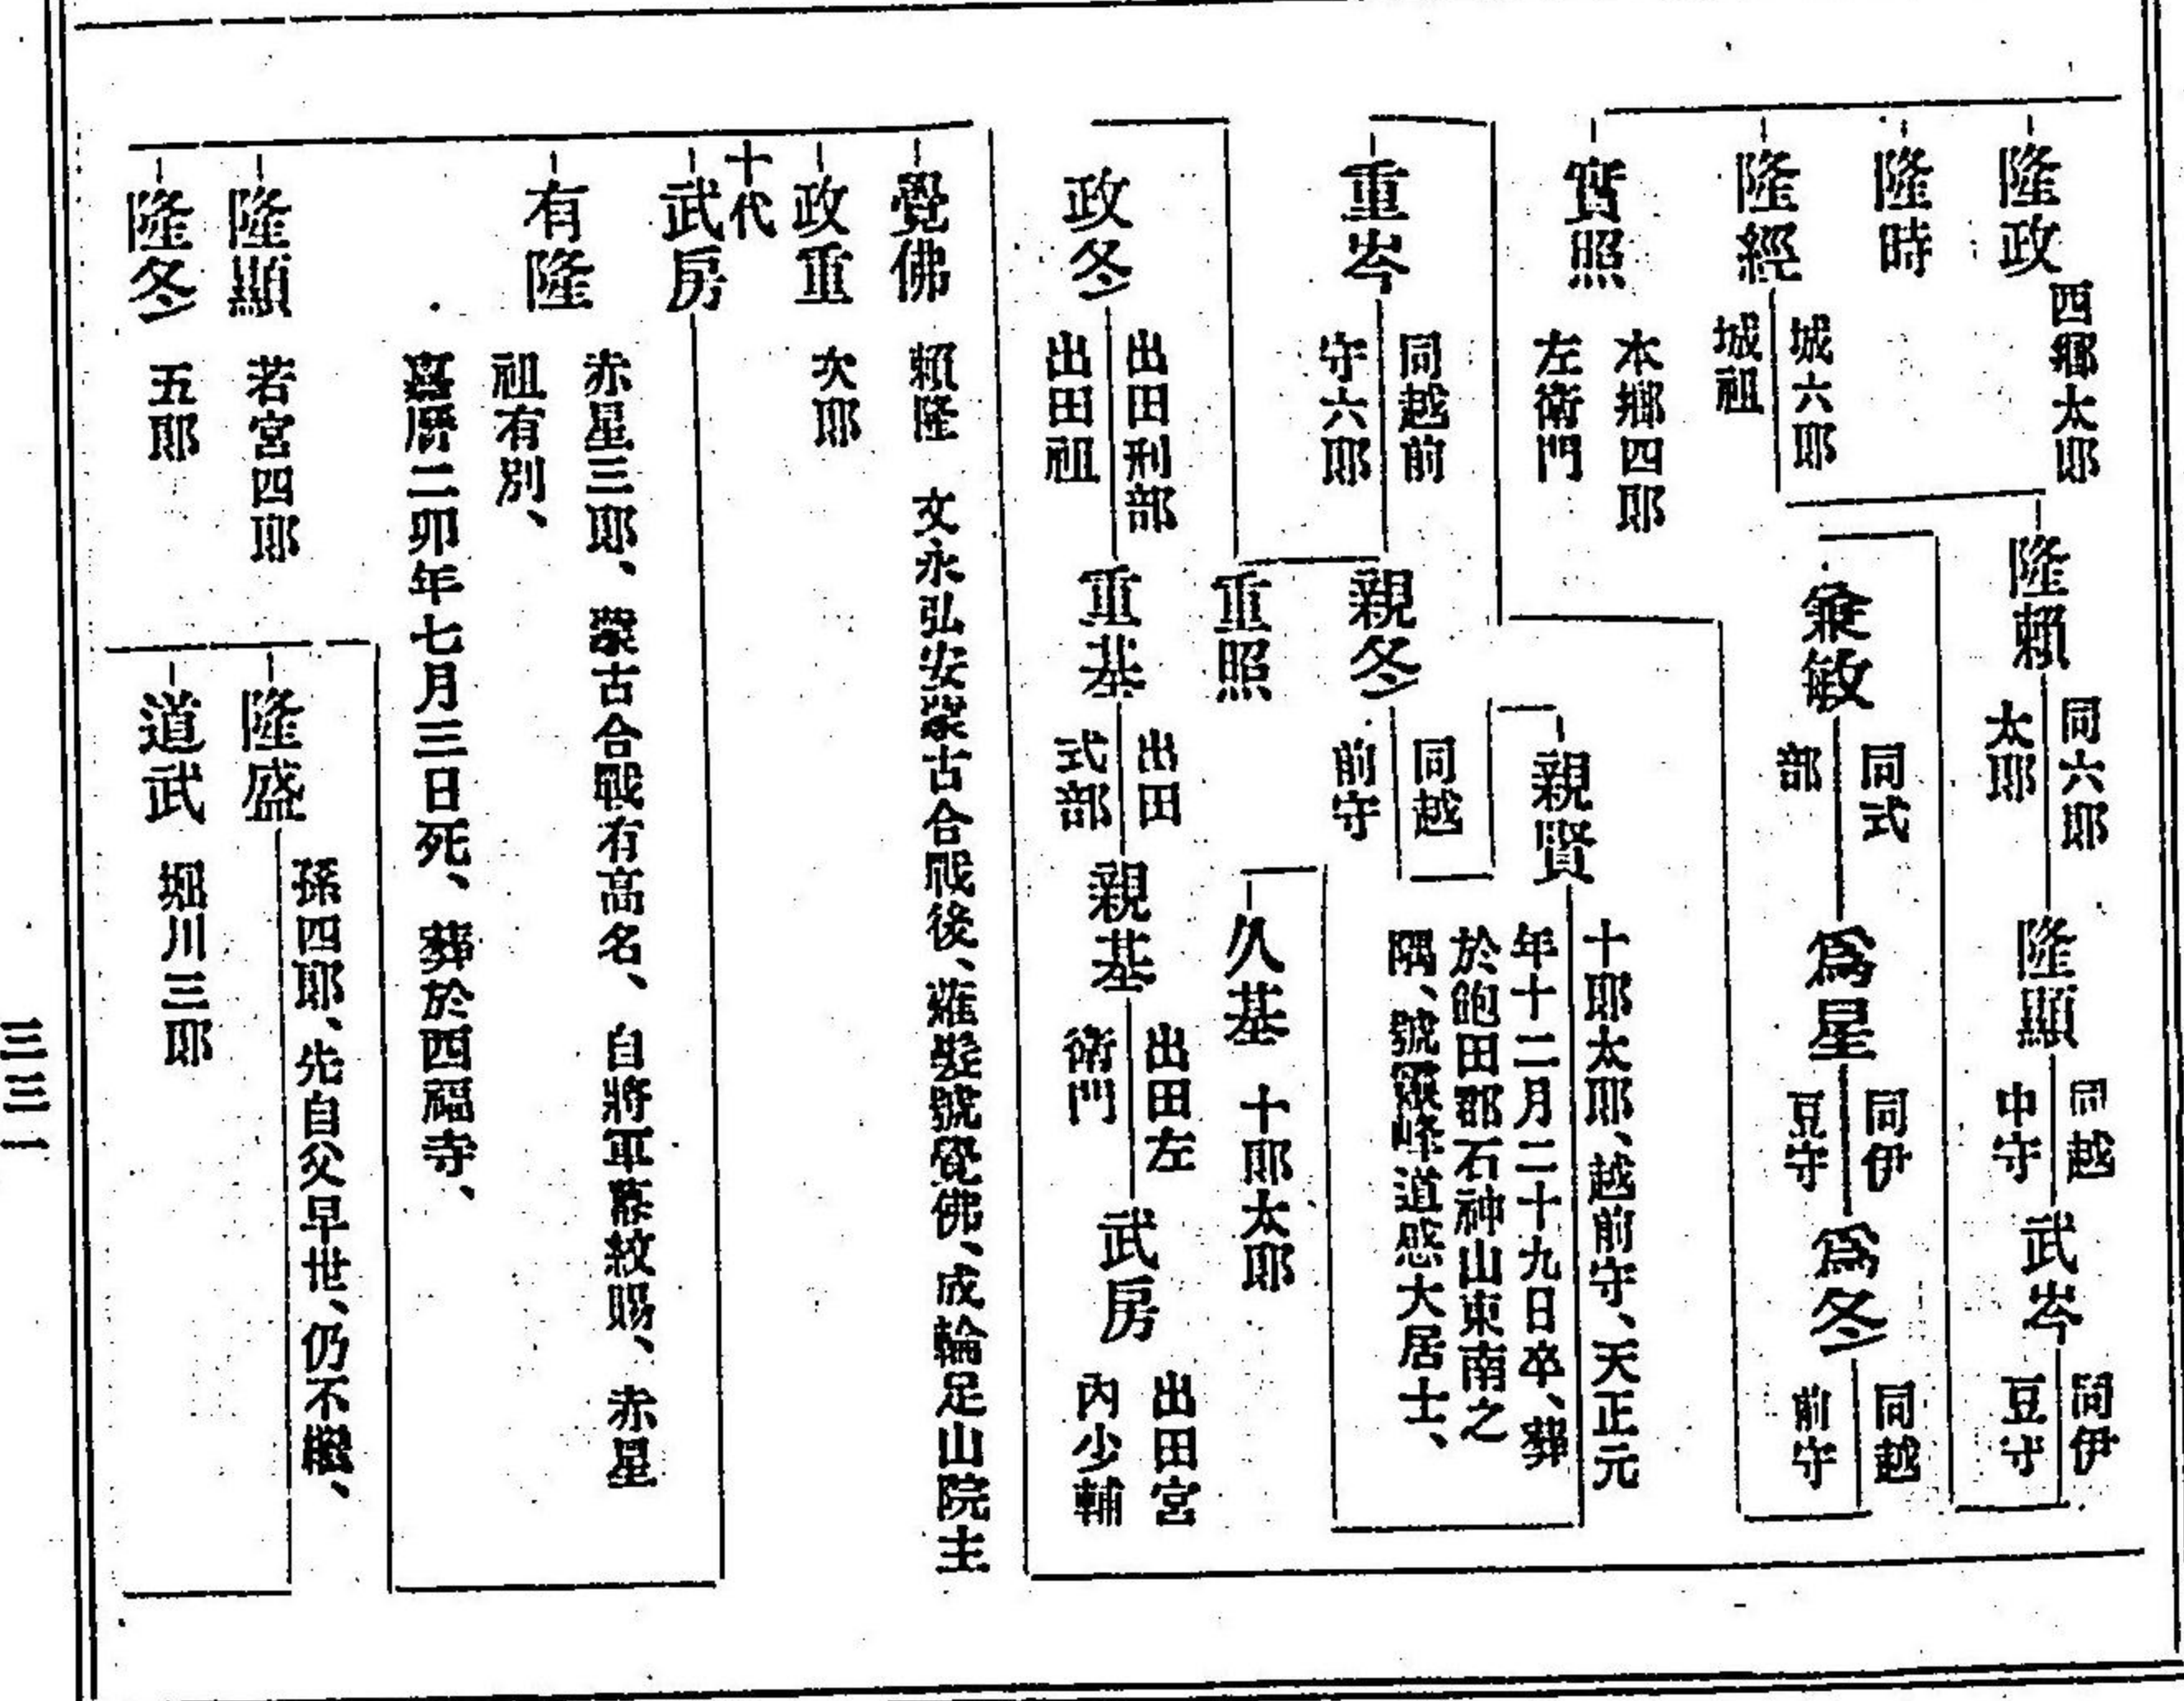 隆政
西鄕太郎
隆時
隆經
城六郎
城祖
實照
本鄕四郎
左衞門
隆賴
同六郎
太郎
隆顯
同越
中守
武岑
同伊
豆守
兼敏
同式
部
爲星
同伊
豆守
爲冬
同越
前守
重岑
同越前
守六郎
親冬
同越
前守
親賢
十郎太郎、越前守、天正元
年十二月二十九日卒、葬
於飽田郡石神山東南之
隅、號峰道感大居士、
久基
十郎太郎
重照
政冬
出田刑部
出田祖
重基
出田
式部
親基
出田左
衞門
武房
出田宮
內少輔
覺佛
賴隆 文永弘安蒙古合戰後、薙髮號覺佛、成輪足山院主
政重
次郎
十代
武房
有隆
赤星三郎、蒙古合戰有高名、自將軍藤紋賜、赤星
祖有別、
嘉曆二卯年七月三日死、葬於西福寺、
隆顯
若宮四郎
隆冬
五郎
隆盛
孫四郎、先自父早世、仍不繼、
道武
堀川三郎
三三一